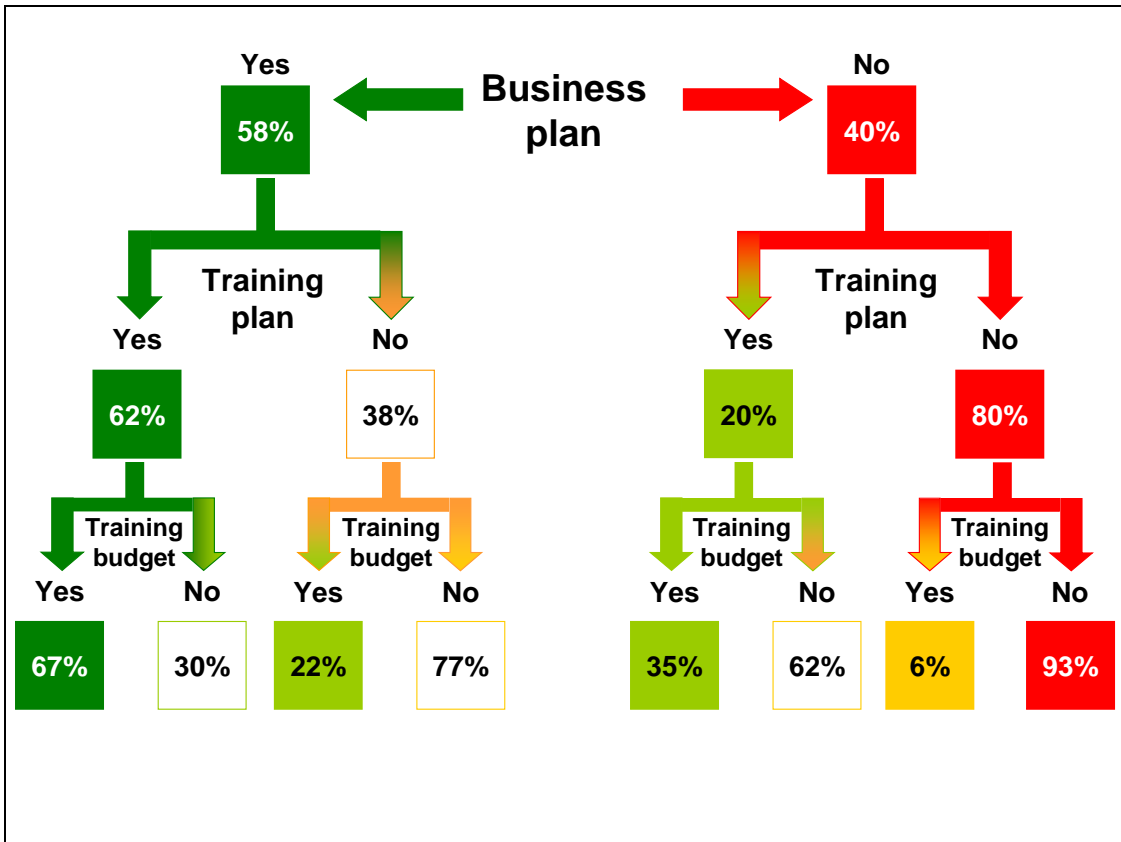 Yes
Business
plan
No
58%
40%
Training
plan
Training
plan
Yes
No
Yes
No
62%
38%
20%
80%
Training
budget
Training
budget
Training
budget
Training
budget
Yes
No
Yes
No
Yes
No
Yes
No
67%
30%
22%
77%
35%
62%
6%
93%